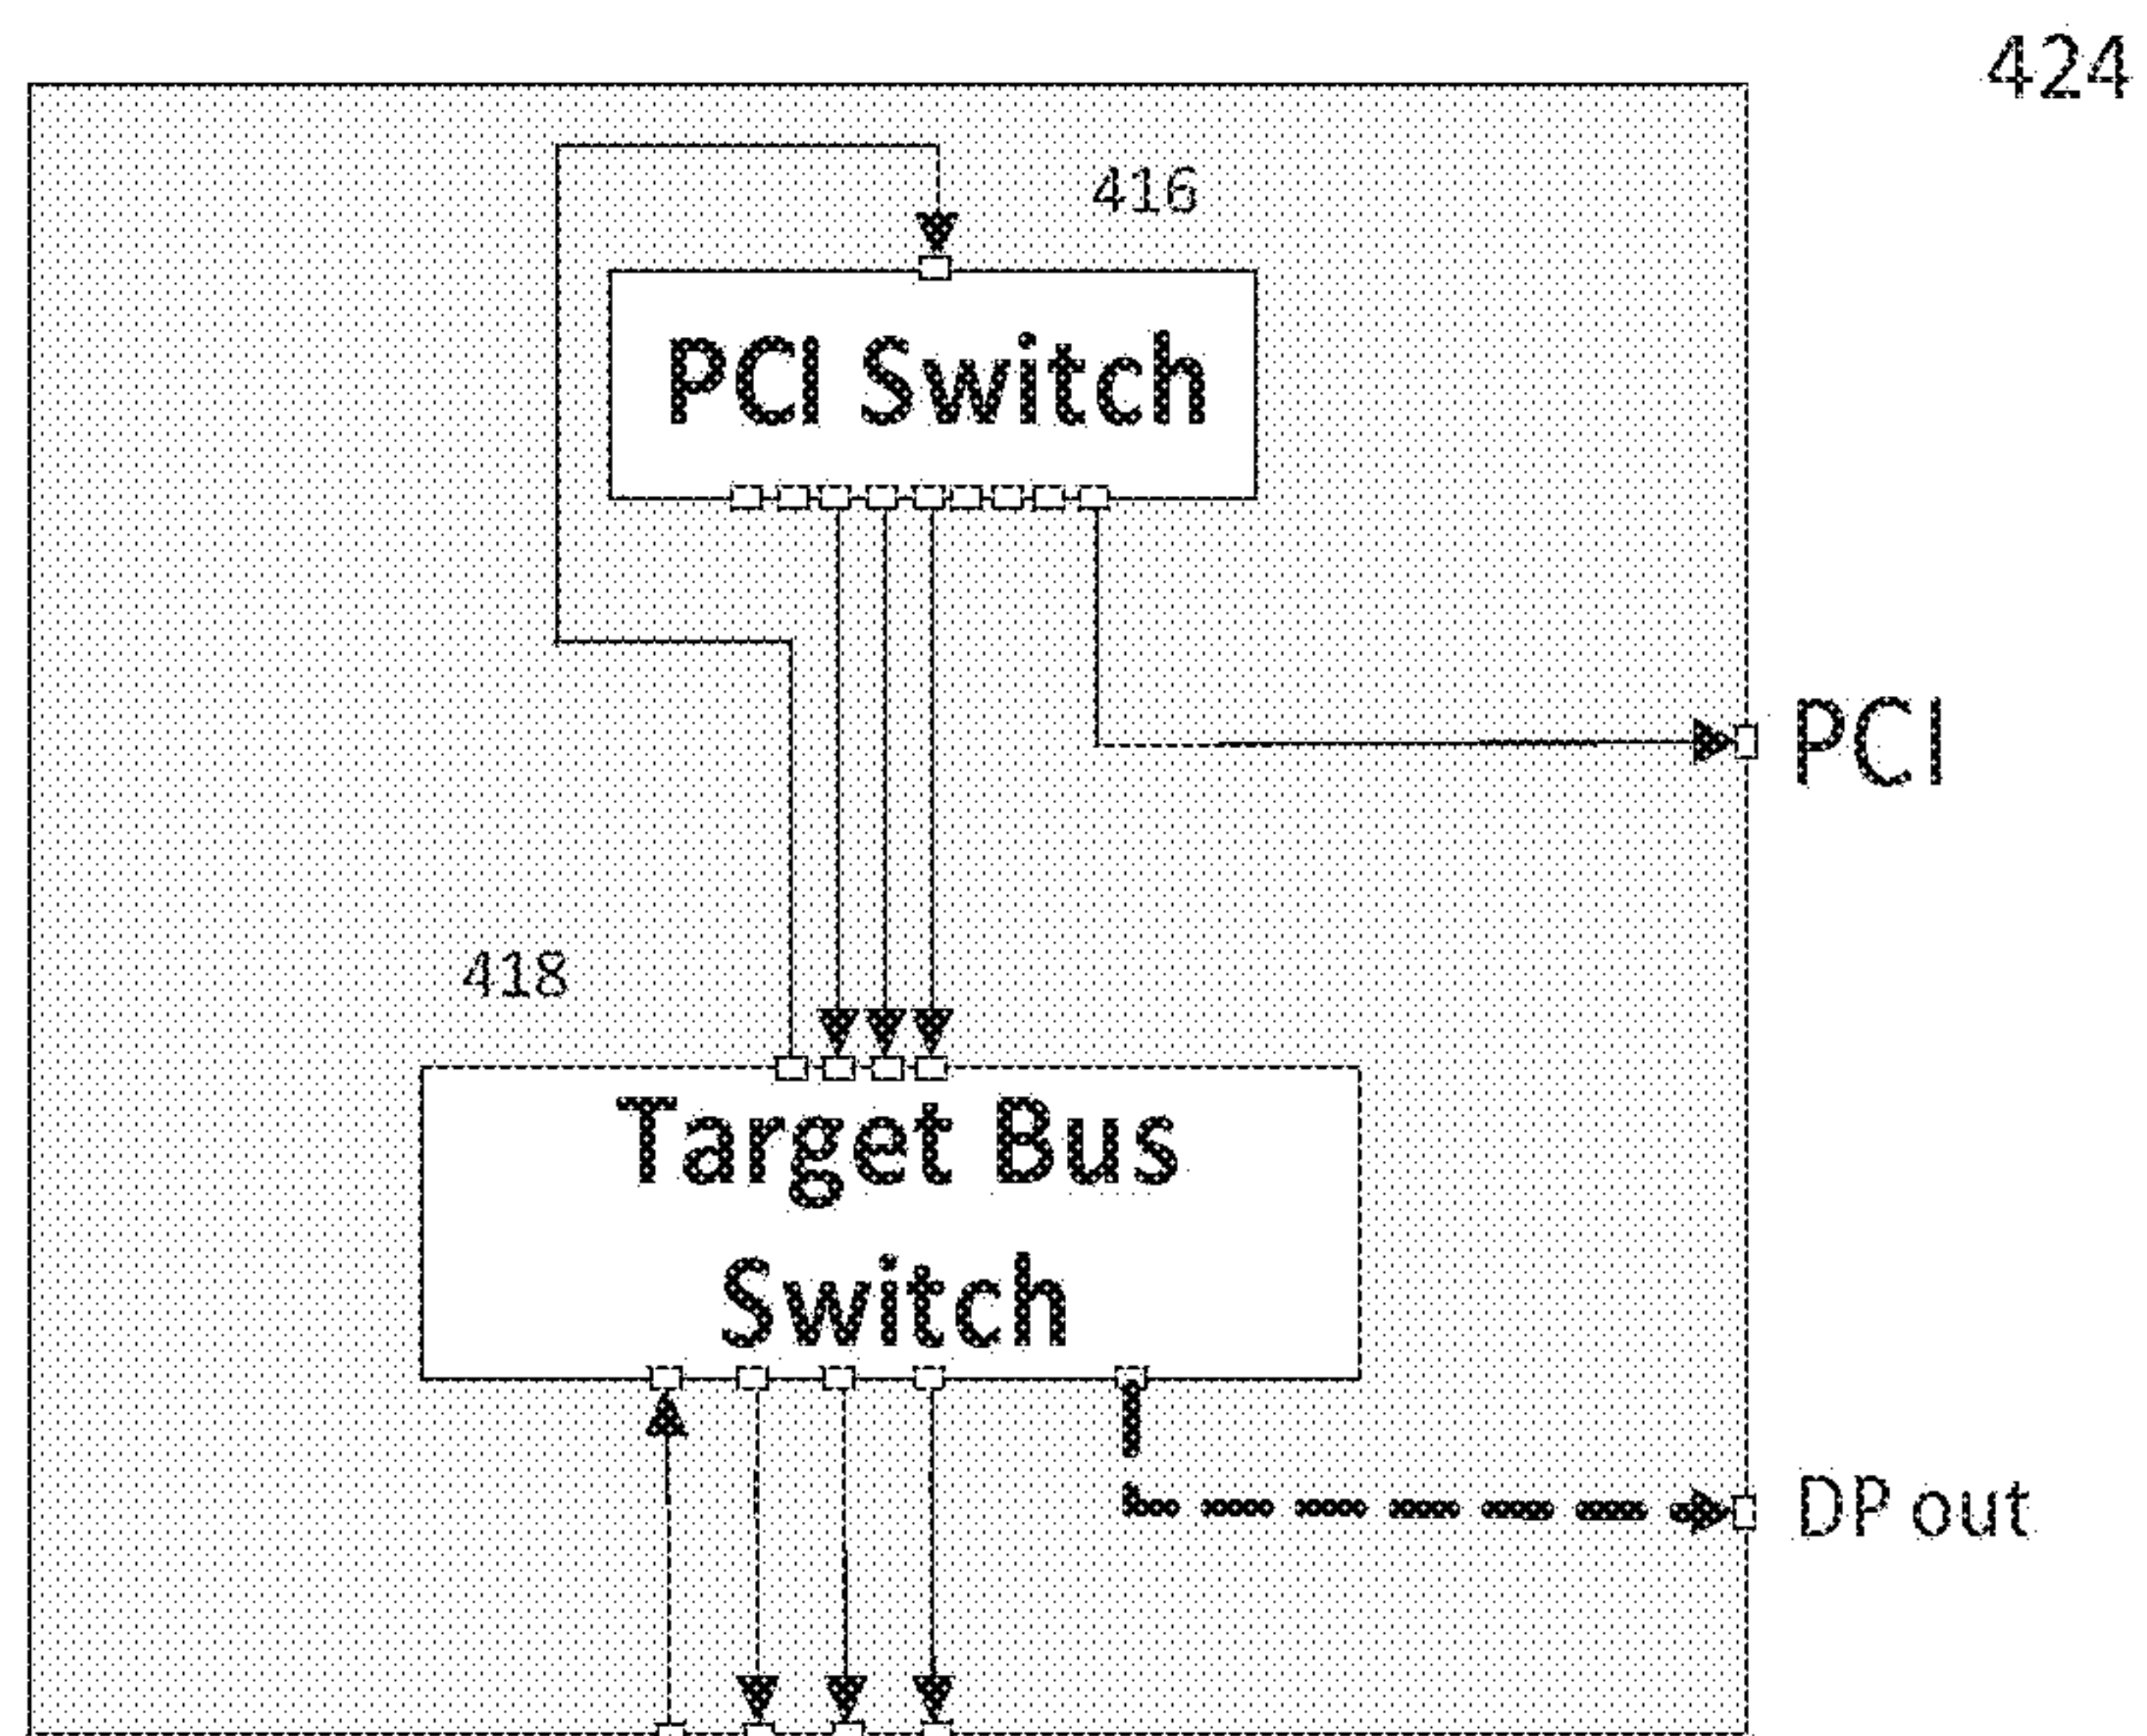 424
416
PCI Switch
PCI
418
Target Bus
Switch
DP out